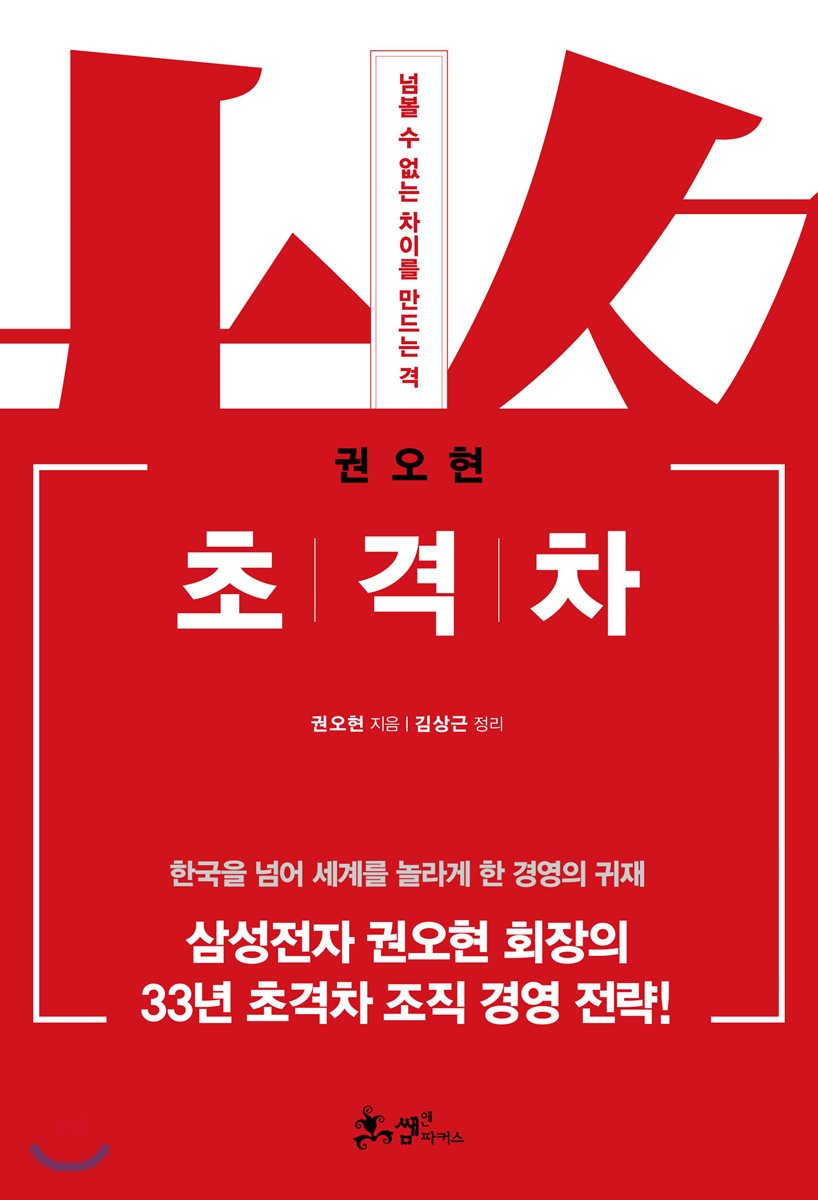 넘볼 수 없는 차이를 만드는 격
권오현
초|격|차
권오현 지음 | 김상근 정리
한국을 넘어 세계를 놀라게 한 경영의 귀재
삼성전자 권오현 회장의
33년 초격차 조직 경영 전략!
쌤앤파커스